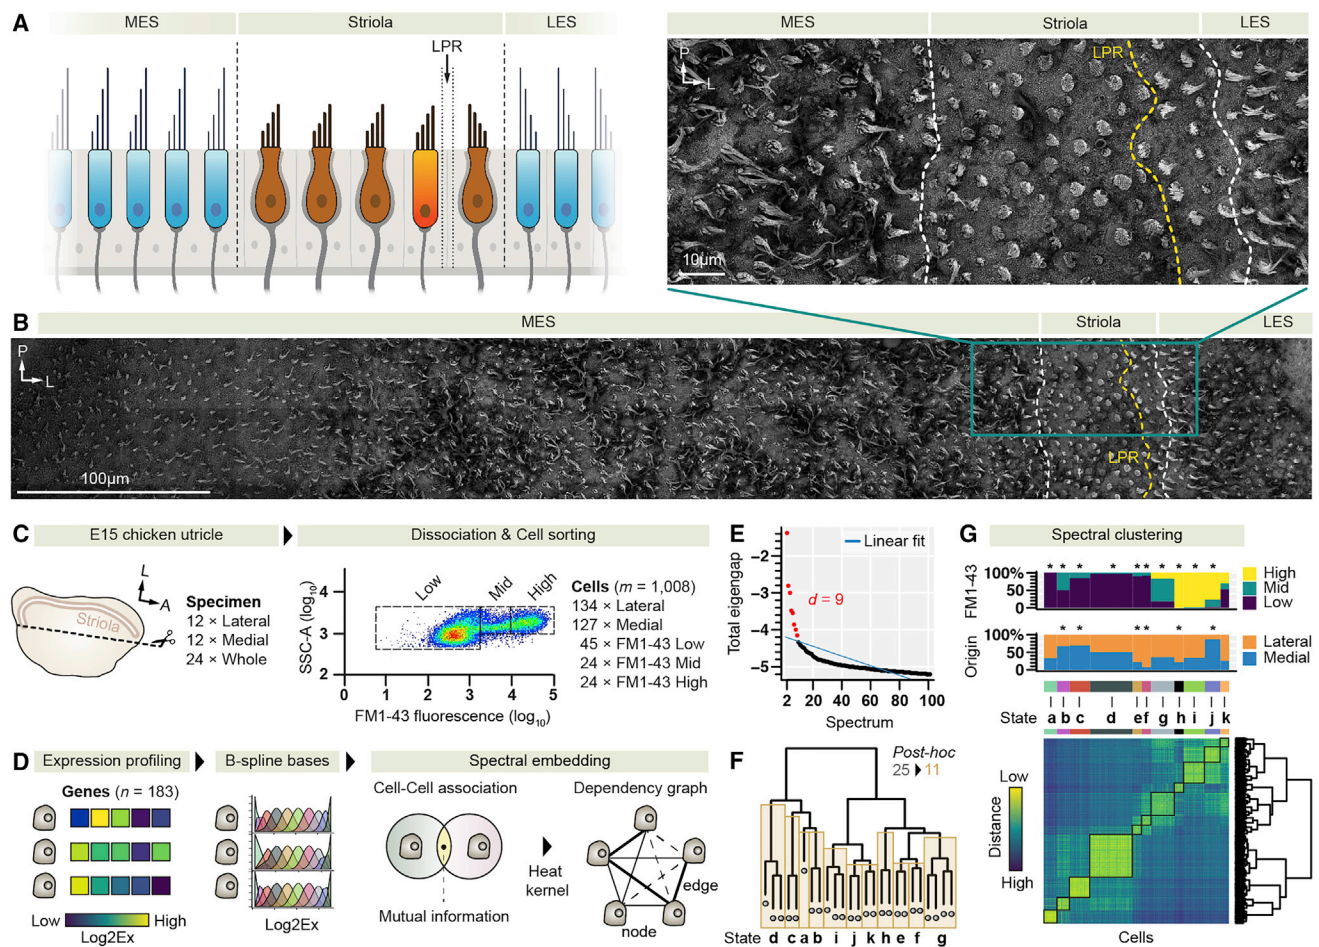 A
MES
Striola
LES
LPR
MES
Striola
LES
P
L
LPR
10μm
B
MES
Striola
LES
P
L
LPR
100μm
C
E15 chicken utricle
Dissociation & Cell sorting
L
A
Striola
Specimen
12 × Lateral
12 × Medial
24 × Whole
SSC-A (log10)
4
3
2
Low
Mid
High
0
1
2
3
4
5
FM1-43 fluorescence (log10)
Cells (m = 1,008)
134 × Lateral
127 × Medial
45 × FM1-43 Low
24 × FM1-43 Mid
24 × FM1-43 High
D
Expression profiling
B-spline bases
Spectral embedding
Genes (n = 183)
Low
High
Log2Ex
Log2Ex
Cell-Cell association
Mutual information
Heat
kernel
Dependency graph
edge
node
E
Total eigengap
−2
−3
−4
−5
Linear fit
d = 9
2
20
40
60
80
100
Spectrum
F
Post-hoc
25 11
State
d c a b i j k h e f g
G
Spectral clustering
FM1-43
100%
50
0
* * * * * * * * * *
High
Mid
Low
Origin
100%
50
0
* * * * * *
Lateral
Medial
State
a b c d e f g h i j k
Low
Distance
High
Cells